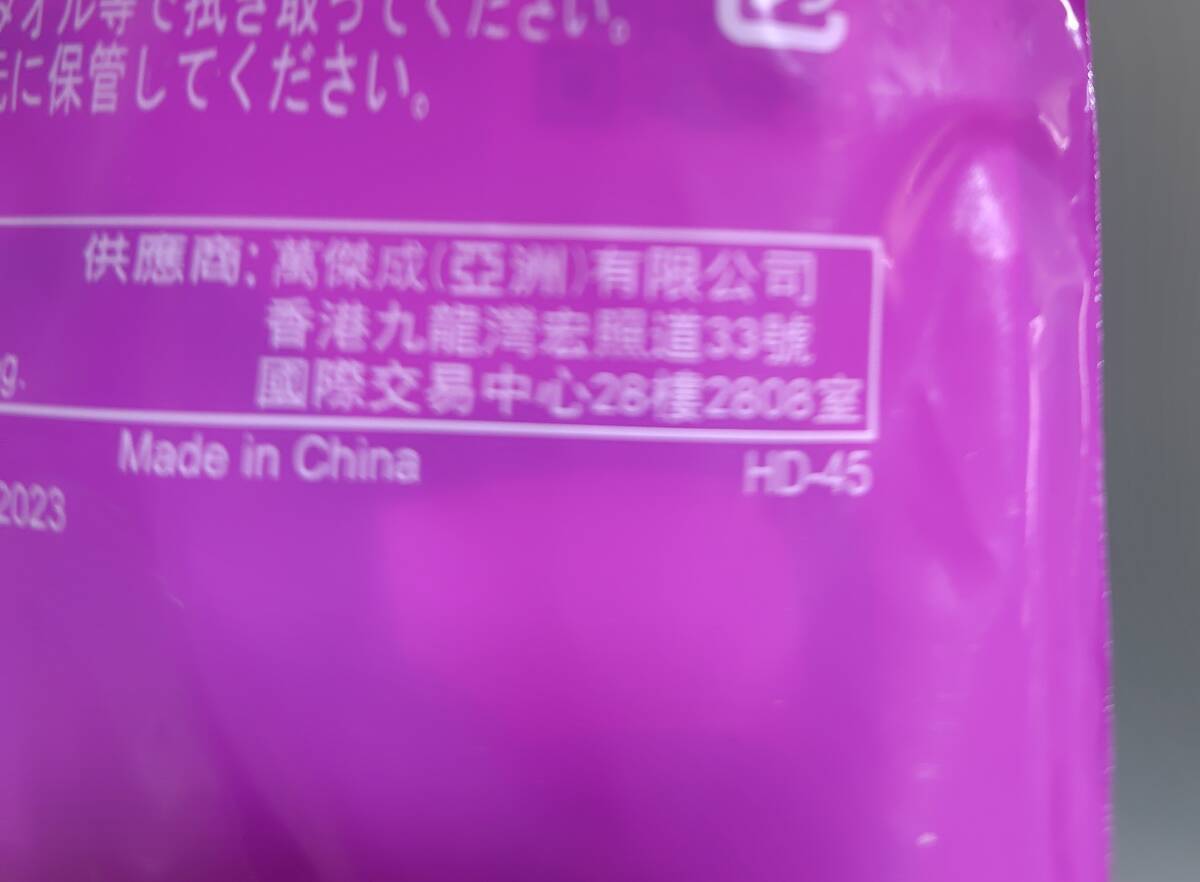 タオル等で拭き取ってください。
元に保管してください。
供應商：萬傑成(亞洲)有限公司
香港九龍灣宏照道33號
國際交易中心28樓2808室
g.
Made in China
HD-45
2023